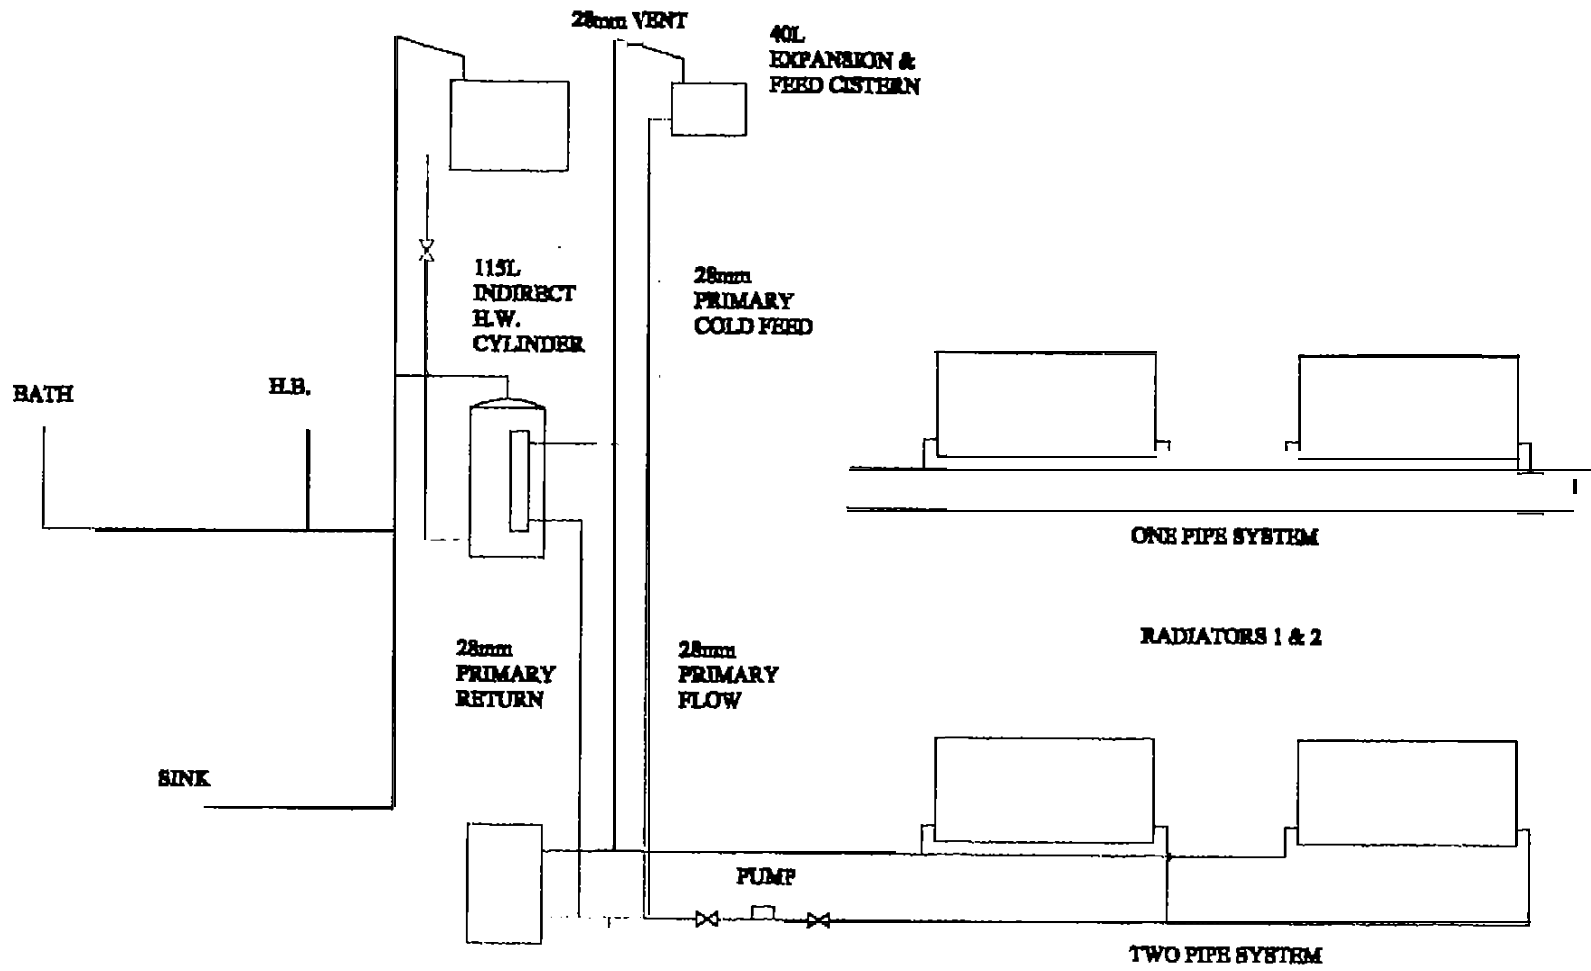 28mm VENT
40L
EXPANSION &
FEED CISTERN
115L
INDIRECT
H.W.
CYLINDER
28mm
PRIMARY
COLD FEED
BATH
H.B.
ONE PIPE SYSTEM
RADIATORS 1 & 2
28mm
PRIMARY
RETURN
28mm
PRIMARY
FLOW
SINK
PUMP
TWO PIPE SYSTEM